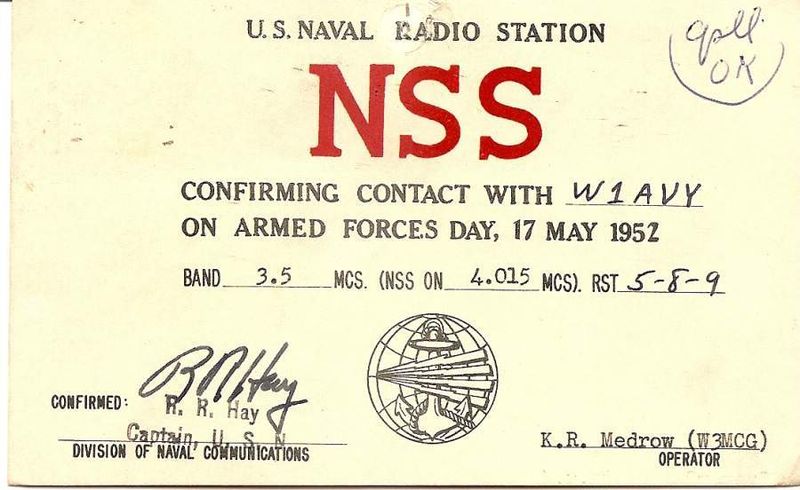 U.S. NAVAL RADIO STATION
OK
NSS
CONFIRMING CONTACT WITH W1AVY
ON ARMED FORCES DAY, 17 MAY 1952
BAND 3.5 MCS. (NSS ON 4.015 MCS). RST 5-8-9
R R Hay
CONFIRMED: R. R. Hay
Captain, U. S. N
DIVISION OF NAVAL COMMUNICATIONS
K.R. Medrow (W3MCG)
OPERATOR